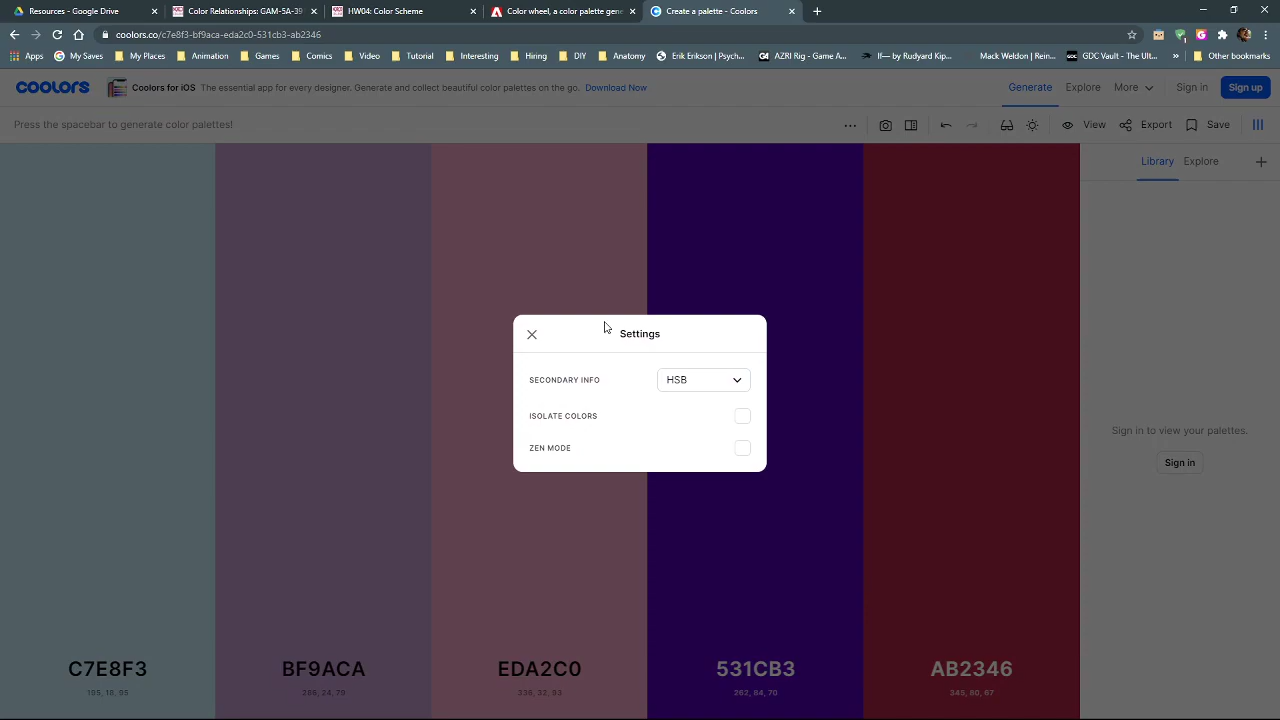 Resources - Google Drive
Color Relationships GAM-5A-39
HW04: Color Scheme
Color wheel, a color palette gene
Create a palette - Coolors
coolors.co/c7e8f3-bf9aca-eda2c0-531cb3-ab2346
Apps
My Saves
Animation
Games
Comics
Video
Tutorial
Interesting
Hiring
DIY
Anatomy
Erik Erikson | Psych...
AZRI Rig - Game A...
If—- by Rudyard Kip...
Mack Weldon | Rein...
GDC Vault - The Ult...
Other bookmarks
coolors
Coolors for iOS
The essential app for every designer. Generate and collect beautiful color palettes on the go.
Download Now
Generate
Explore
More
Sign in
Sign up
Press the spacebar to generate color palettes!
View
Export
Save
Library
Explore
Settings
SECONDARY INFO
HSB
ISOLATE COLORS
ZEN MODE
Sign in to view your palettes.
Sign in
C7E8F3
BF9ACA
EDA2C0
531CB3
AB2346
195, 18, 95
286, 24, 79
336, 32, 93
262, 84, 70
345, 80, 67